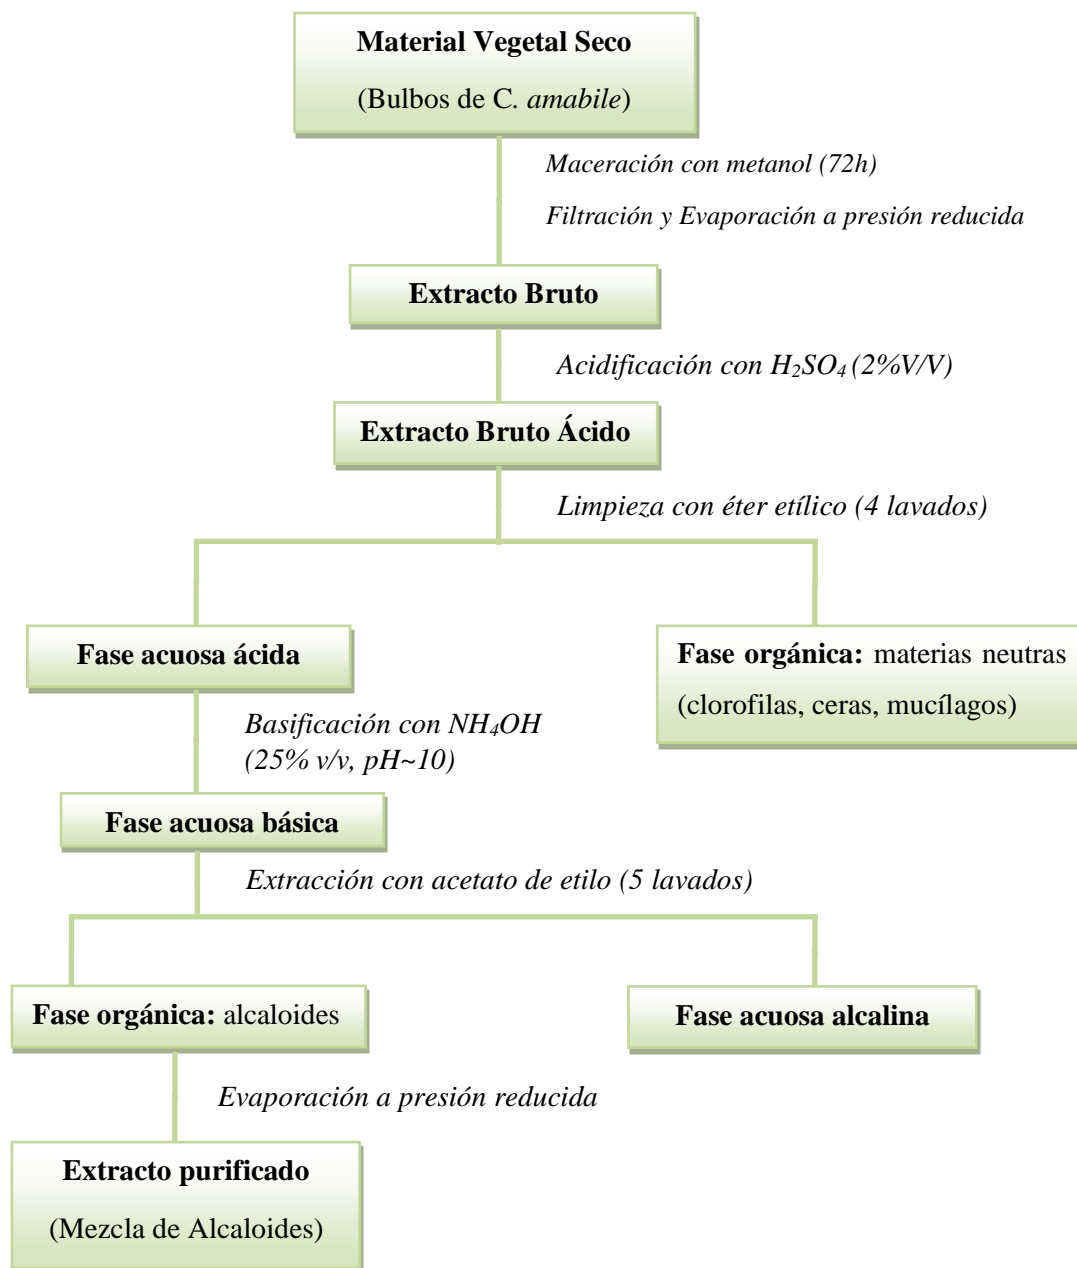 Material Vegetal Seco
(Bulbos de C. amabile)
Maceración con metanol (72h)
Filtración y Evaporación a presión reducida
Extracto Bruto
Acidificación con H₂SO₄ (2%V/V)
Extracto Bruto Ácido
Limpieza con éter etílico (4 lavados)
Fase acuosa ácida
Fase orgánica: materias neutras
(clorofilas, ceras, mucílagos)
Basificación con NH₄OH
(25% v/v, pH~10)
Fase acuosa básica
Extracción con acetato de etilo (5 lavados)
Fase orgánica: alcaloides
Fase acuosa alcalina
Evaporación a presión reducida
Extracto purificado
(Mezcla de Alcaloides)